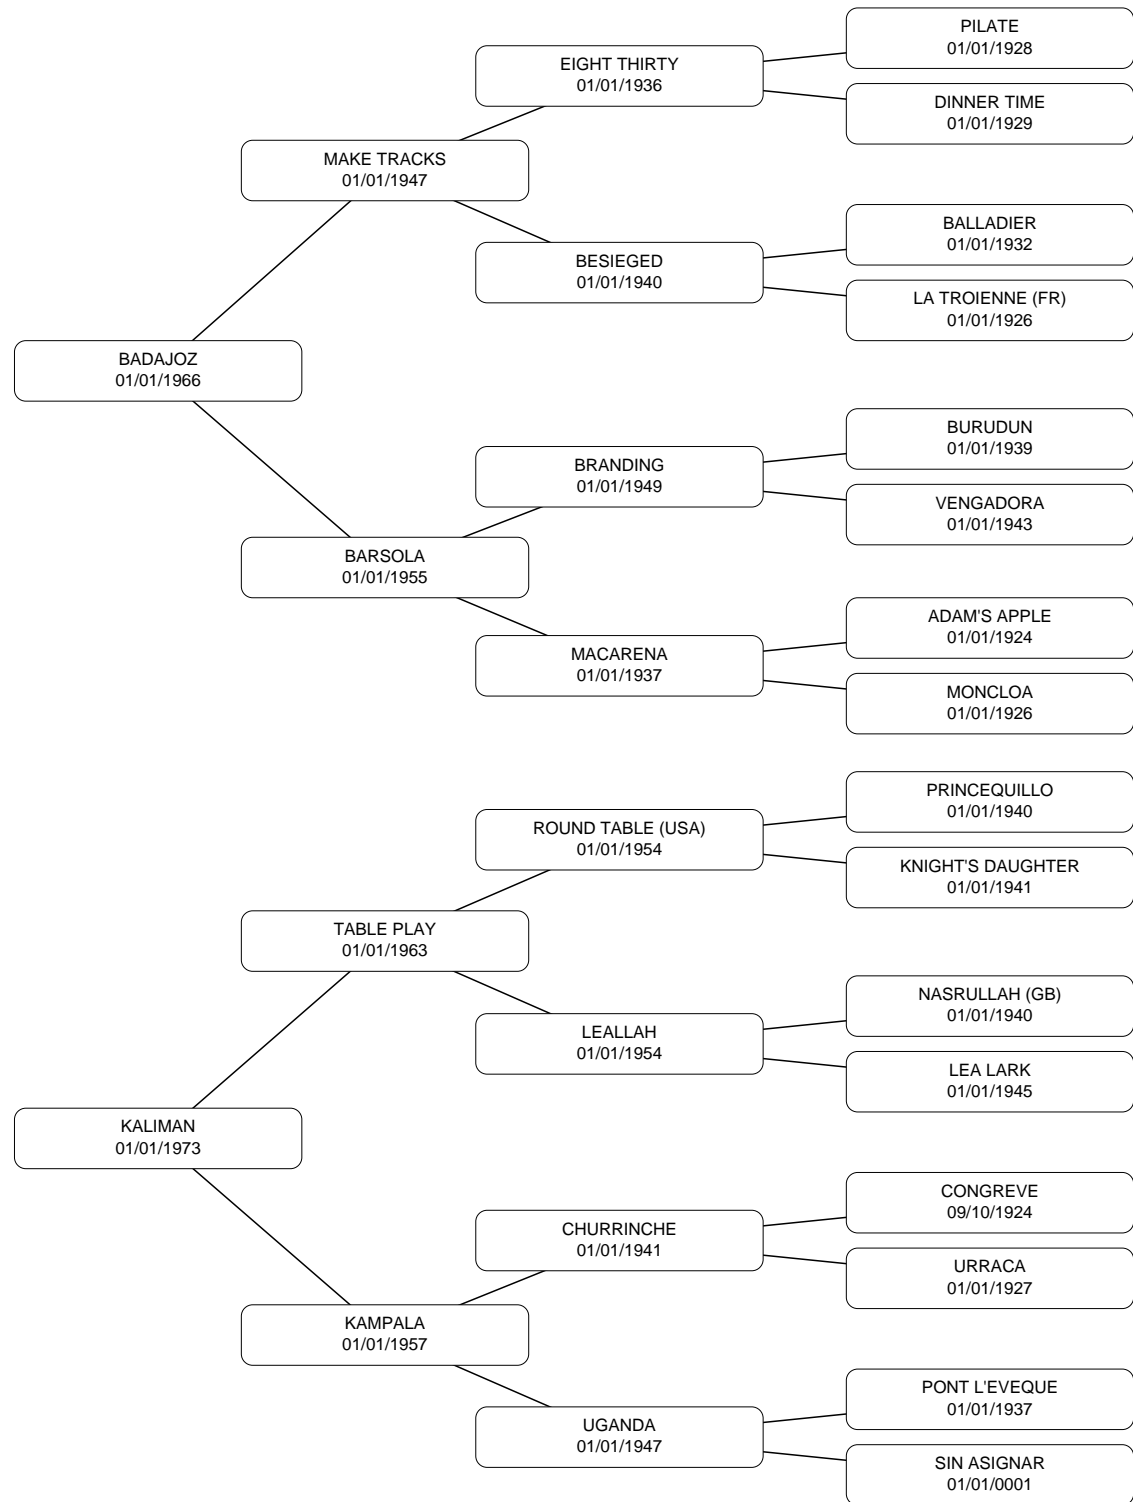 PILATE
01/01/1928
EIGHT THIRTY
01/01/1936
DINNER TIME
01/01/1929
MAKE TRACKS
01/01/1947
BALLADIER
01/01/1932
BESIEGED
01/01/1940
LA TROIENNE (FR)
01/01/1926
BADAJOZ
01/01/1966
BURUDUN
01/01/1939
BRANDING
01/01/1949
VENGADORA
01/01/1943
BARSOLA
01/01/1955
ADAM'S APPLE
01/01/1924
MACARENA
01/01/1937
MONCLOA
01/01/1926
PRINCEQUILLO
01/01/1940
ROUND TABLE (USA)
01/01/1954
KNIGHT'S DAUGHTER
01/01/1941
TABLE PLAY
01/01/1963
NASRULLAH (GB)
01/01/1940
LEALLAH
01/01/1954
LEA LARK
01/01/1945
KALIMAN
01/01/1973
CONGREVE
09/10/1924
CHURRINCHE
01/01/1941
URRACA
01/01/1927
KAMPALA
01/01/1957
PONT L'EVEQUE
01/01/1937
UGANDA
01/01/1947
SIN ASIGNAR
01/01/0001